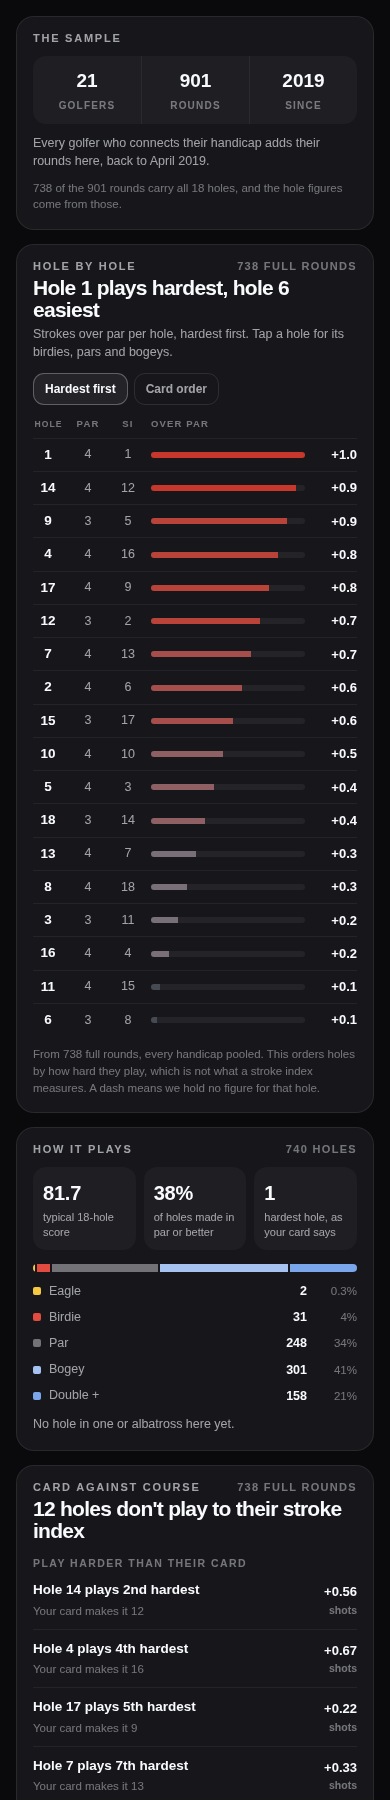 THE SAMPLE
21 901 2019
GOLFERS ROUNDS SINCE
Every golfer who connects their handicap adds their
rounds here, back to April 2019.
738 of the 901 rounds carry all 18 holes, and the hole figures
come from those.
HOLE BY HOLE 738 FULL ROUNDS
Hole 1 plays hardest, hole 6
easiest
Strokes over par per hole, hardest first. Tap a hole for its
birdies, pars and bogeys.
Hardest first Card order
HOLE PAR SI OVER PAR
1 4 1 +1.0
14 4 12 +0.9
9 3 5 +0.9
4 4 16 +0.8
17 4 9 +0.8
12 3 2 +0.7
7 4 13 +0.7
2 4 6 +0.6
15 3 17 +0.6
10 4 10 +0.5
5 4 3 +0.4
18 3 14 +0.4
13 4 7 +0.3
8 4 18 +0.3
3 3 11 +0.2
16 4 4 +0.2
11 4 15 +0.1
6 3 8 +0.1
From 738 full rounds, every handicap pooled. This orders holes
by how hard they play, which is not what a stroke index
measures. A dash means we hold no figure for that hole.
HOW IT PLAYS 740 HOLES
81.7 38% 1
typical 18-hole of holes made in hardest hole, as
score par or better your card says
Eagle 2 0.3%
Birdie 31 4%
Par 248 34%
Bogey 301 41%
Double + 158 21%
No hole in one or albatross here yet.
CARD AGAINST COURSE 738 FULL ROUNDS
12 holes don't play to their stroke
index
PLAY HARDER THAN THEIR CARD
Hole 14 plays 2nd hardest +0.56
Your card makes it 12 shots
Hole 4 plays 4th hardest +0.67
Your card makes it 16 shots
Hole 17 plays 5th hardest +0.22
Your card makes it 9 shots
Hole 7 plays 7th hardest +0.33
Your card makes it 13 shots